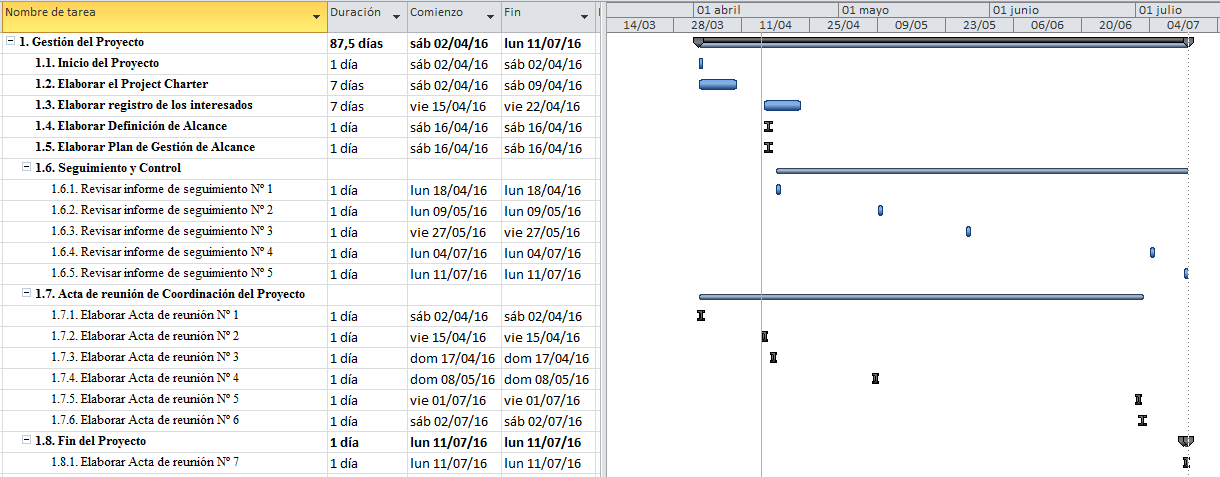 Nombre de tarea Duración Comienzo Fin
01 abril 01 mayo 01 junio 01 julio
14/03 28/03 11/04 25/04 09/05 23/05 06/06 20/06 04/07
1. Gestión del Proyecto 87,5 días sáb 02/04/16 lun 11/07/16
1.1. Inicio del Proyecto 1 día sáb 02/04/16 sáb 02/04/16
1.2. Elaborar el Project Charter 7 días sáb 02/04/16 sáb 09/04/16
1.3. Elaborar registro de los interesados 7 días vie 15/04/16 vie 22/04/16
1.4. Elaborar Definición de Alcance 1 día sáb 16/04/16 sáb 16/04/16
1.5. Elaborar Plan de Gestión de Alcance 1 día sáb 16/04/16 sáb 16/04/16
1.6. Seguimiento y Control
1.6.1. Revisar informe de seguimiento Nº 1 1 día lun 18/04/16 lun 18/04/16
1.6.2. Revisar informe de seguimiento Nº 2 1 día lun 09/05/16 lun 09/05/16
1.6.3. Revisar informe de seguimiento Nº 3 1 día vie 27/05/16 vie 27/05/16
1.6.4. Revisar informe de seguimiento Nº 4 1 día lun 04/07/16 lun 04/07/16
1.6.5. Revisar informe de seguimiento Nº 5 1 día lun 11/07/16 lun 11/07/16
1.7. Acta de reunión de Coordinación del Proyecto
1.7.1. Elaborar Acta de reunión Nº 1 1 día sáb 02/04/16 sáb 02/04/16
1.7.2. Elaborar Acta de reunión Nº 2 1 día vie 15/04/16 vie 15/04/16
1.7.3. Elaborar Acta de reunión Nº 3 1 día dom 17/04/16 dom 17/04/16
1.7.4. Elaborar Acta de reunión Nº 4 1 día dom 08/05/16 dom 08/05/16
1.7.5. Elaborar Acta de reunión Nº 5 1 día vie 01/07/16 vie 01/07/16
1.7.6. Elaborar Acta de reunión Nº 6 1 día sáb 02/07/16 sáb 02/07/16
1.8. Fin del Proyecto 1 día lun 11/07/16 lun 11/07/16
1.8.1. Elaborar Acta de reunión Nº 7 1 día lun 11/07/16 lun 11/07/16